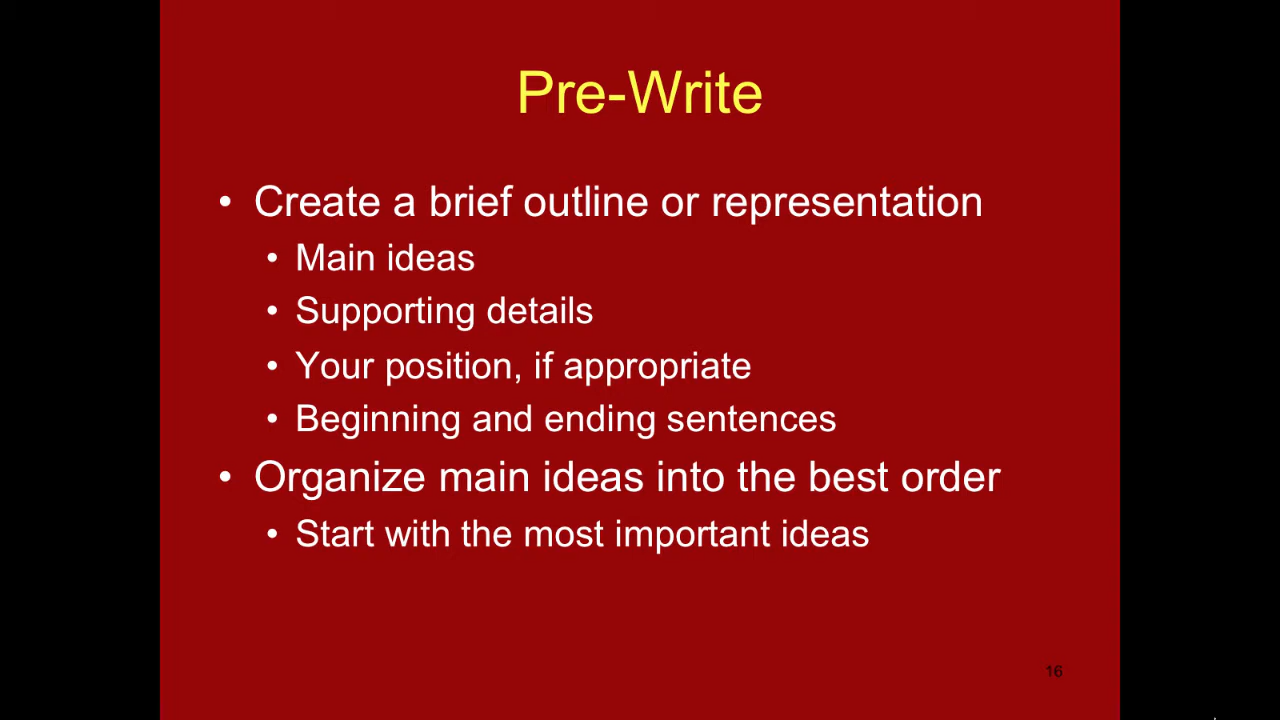 Pre-Write
• Create a brief outline or representation
• Main ideas
• Supporting details
• Your position, if appropriate
• Beginning and ending sentences
• Organize main ideas into the best order
• Start with the most important ideas
16